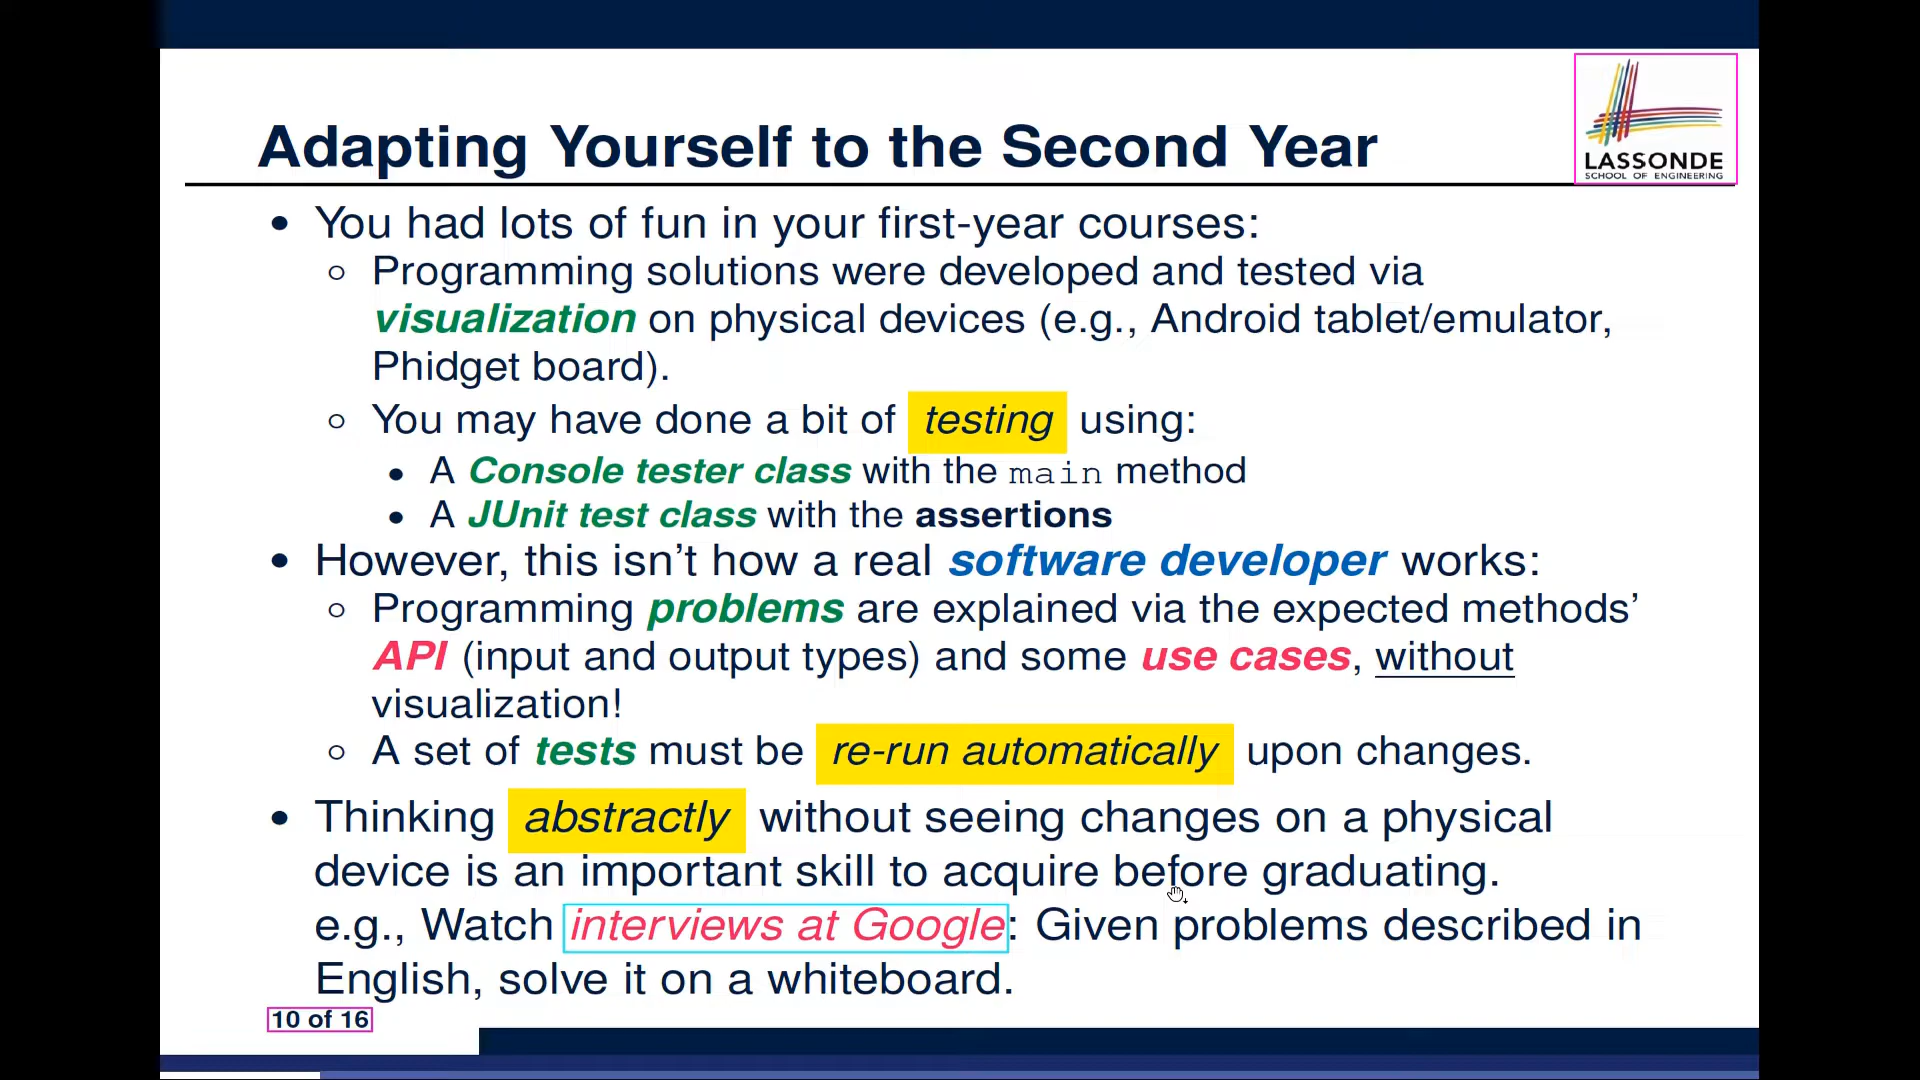 LASSONDE
SCHOOL OF ENGINEERING
Adapting Yourself to the Second Year
• You had lots of fun in your first-year courses:
○ Programming solutions were developed and tested via
visualization on physical devices (e.g., Android tablet/emulator,
Phidget board).
○ You may have done a bit of testing using:
• A Console tester class with the main method
• A JUnit test class with the assertions
• However, this isn’t how a real software developer works:
○ Programming problems are explained via the expected methods’
API (input and output types) and some use cases, without
visualization!
○ A set of tests must be re-run automatically upon changes.
• Thinking abstractly without seeing changes on a physical
device is an important skill to acquire before graduating.
e.g., Watch interviews at Google: Given problems described in
English, solve it on a whiteboard.
10 of 16